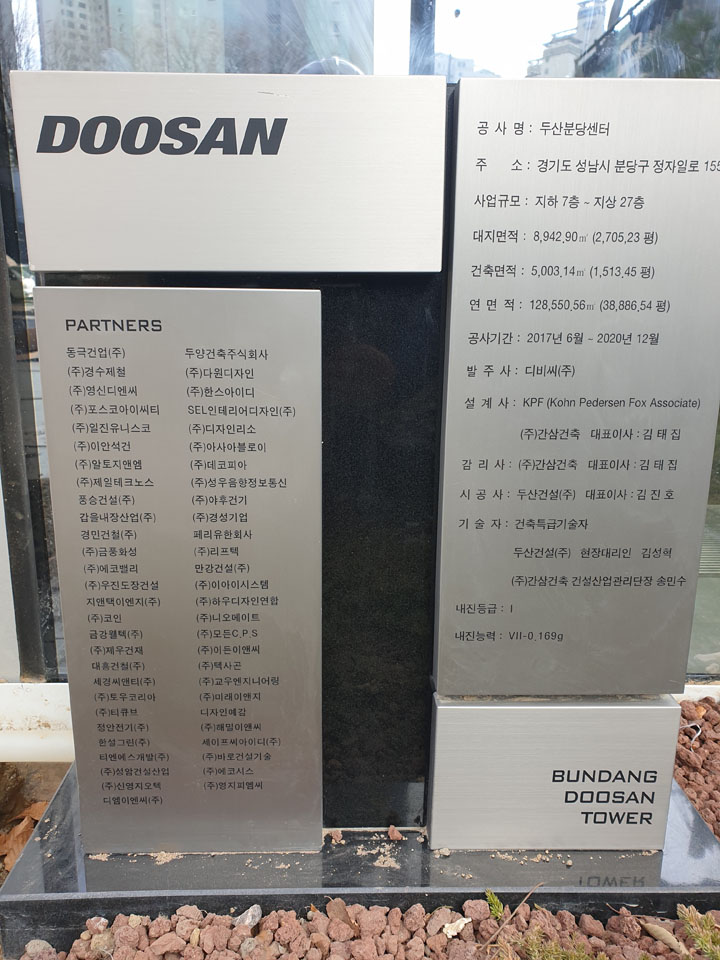 DOOSAN
PARTNERS
동극건업(주)
(주)경수제철
(주)영신디엔씨
(주)포스코아이씨티
(주)일진유니스코
(주)이안석건
(주)알토지앤엠
(주)제일테크노스
풍승건설(주)
갑을내장산업(주)
경민건철(주)
(주)금풍화성
(주)에코밸리
(주)우진도장건설
지앤택이엔지(주)
(주)코인
금강웰텍(주)
(주)제우건재
대흥건철(주)
세경씨앤티(주)
(주)토우코리아
(주)티큐브
정안전기(주)
한설그린(주)
티엔에스개발(주)
(주)성암건설산업
(주)신영지오텍
디엠이엔씨(주)
두양건축주식회사
(주)다원디자인
(주)한스아이디
SEL인테리어디자인(주)
(주)디자인리소
(주)아사아블로이
(주)데코피아
(주)성우음향정보통신
(주)야후건기
(주)경성기업
페리유한회사
(주)리프텍
만강건설(주)
(주)이아이시스템
(주)하우디자인연합
(주)니오메이트
(주)모든C.P.S
(주)이든이앤씨
(주)텍사곤
(주)교우엔지니어링
(주)미래이앤지
디자인예감
(주)해밀이앤씨
세이프씨아이디(주)
(주)바로건설기술
(주)에코시스
(주)영지피엠씨
공 사 명 : 두산분당센터
주 소 : 경기도 성남시 분당구 정자일로 155
사업규모 : 지하 7층 ~ 지상 27층
대지면적 : 8,942.90㎡ (2,705.23 평)
건축면적 : 5,003.14㎡ (1,513.45 평)
연 면 적 : 128,550.56㎡ (38,886.54 평)
공사기간 : 2017년 6월 ~ 2020년 12월
발 주 사 : 디비씨(주)
설 계 사 : KPF (Kohn Pedersen Fox Associate)
(주)간삼건축 대표이사 : 김 태 집
감 리 사 : (주)간삼건축 대표이사 : 김 태 집
시 공 사 : 두산건설(주) 대표이사 : 김 진 호
기 술 자 : 건축특급기술자
두산건설(주) 현장대리인 김성혁
(주)간삼건축 건설산업관리단장 송민수
내진등급 : I
내진능력 : VII-0.169g
BUNDANG
DOOSAN
TOWER